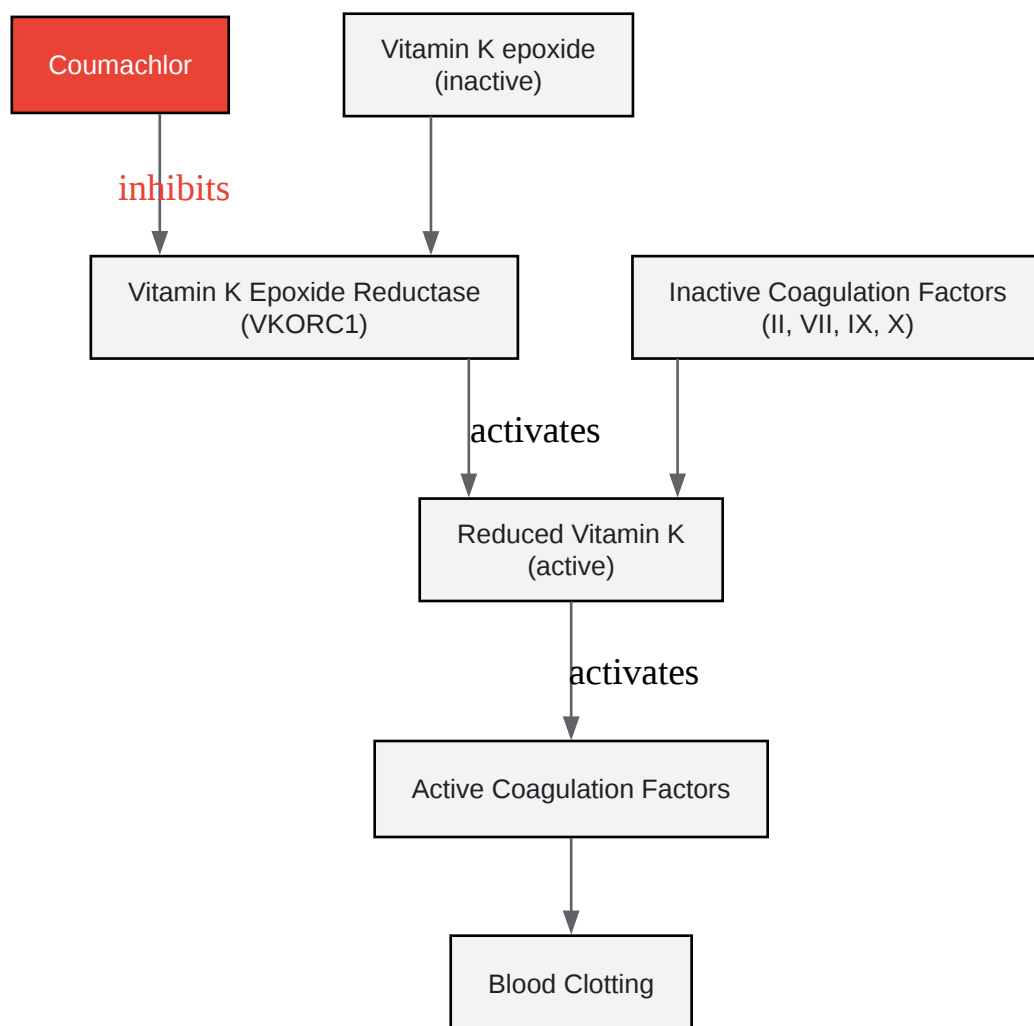 Coumachlor
Vitamin K epoxide
(inactive)
inhibits
Vitamin K Epoxide Reductase
(VKORC1)
Inactive Coagulation Factors
(II, VII, IX, X)
activates
Reduced Vitamin K
(active)
activates
Active Coagulation Factors
Blood Clotting